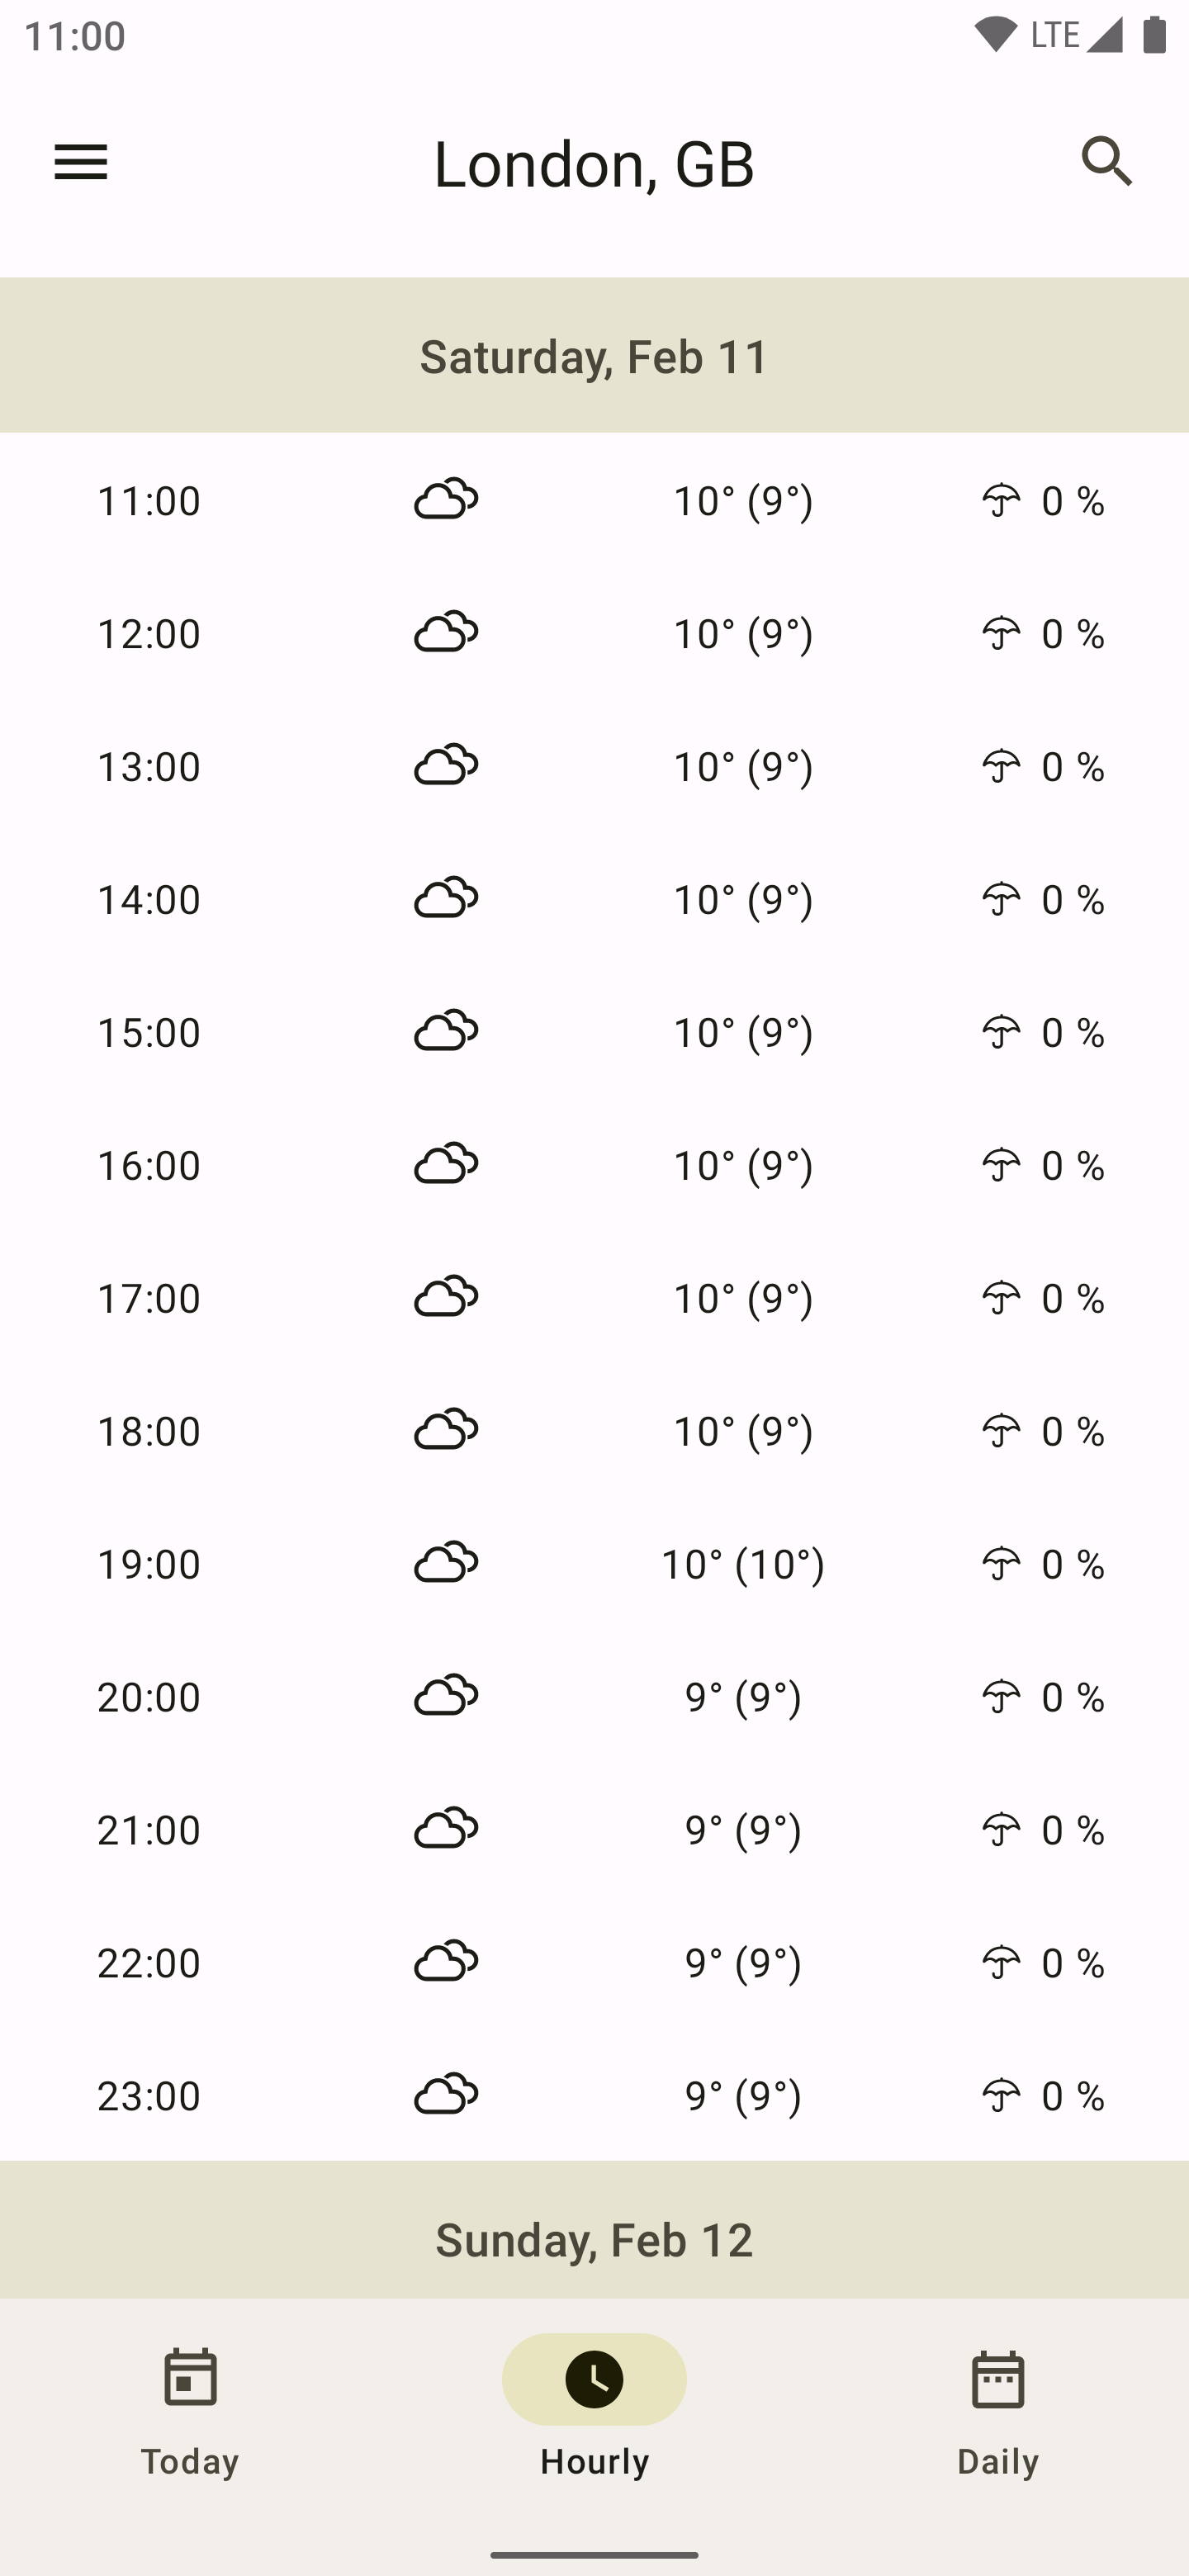 11:00 LTE
London, GB
Saturday, Feb 11
11:00 10° (9°) 0 %
12:00 10° (9°) 0 %
13:00 10° (9°) 0 %
14:00 10° (9°) 0 %
15:00 10° (9°) 0 %
16:00 10° (9°) 0 %
17:00 10° (9°) 0 %
18:00 10° (9°) 0 %
19:00 10° (10°) 0 %
20:00 9° (9°) 0 %
21:00 9° (9°) 0 %
22:00 9° (9°) 0 %
23:00 9° (9°) 0 %
Sunday, Feb 12
Today Hourly Daily